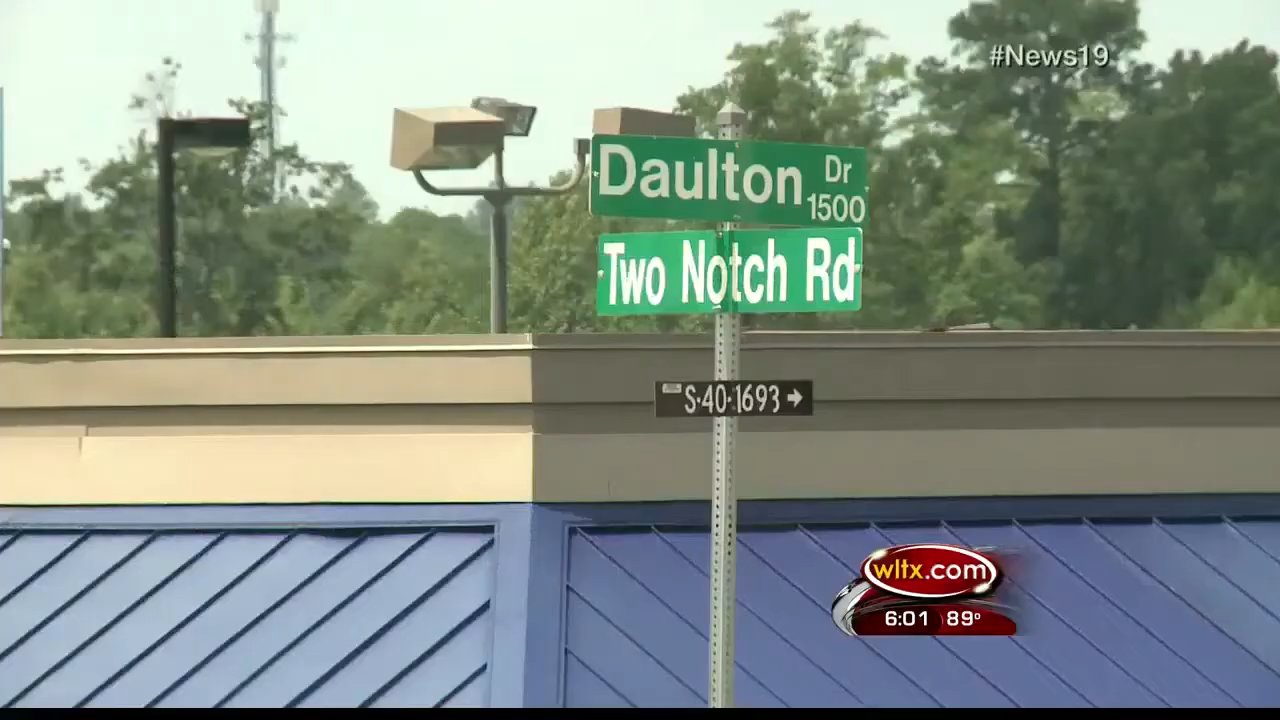 #News19
Daulton Dr
1500
Two Notch Rd
S-40-1693
wltx.com
6:01 89°